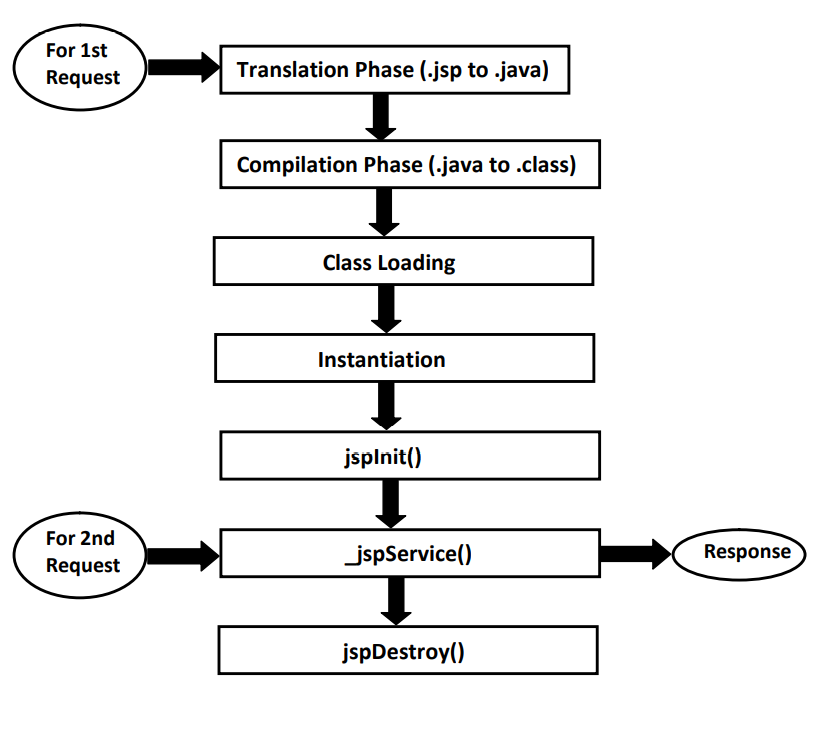 For 1st
Request
Translation Phase (.jsp to .java)
Compilation Phase (.java to .class)
Class Loading
Instantiation
jspInit()
For 2nd
Request
_jspService()
Response
jspDestroy()